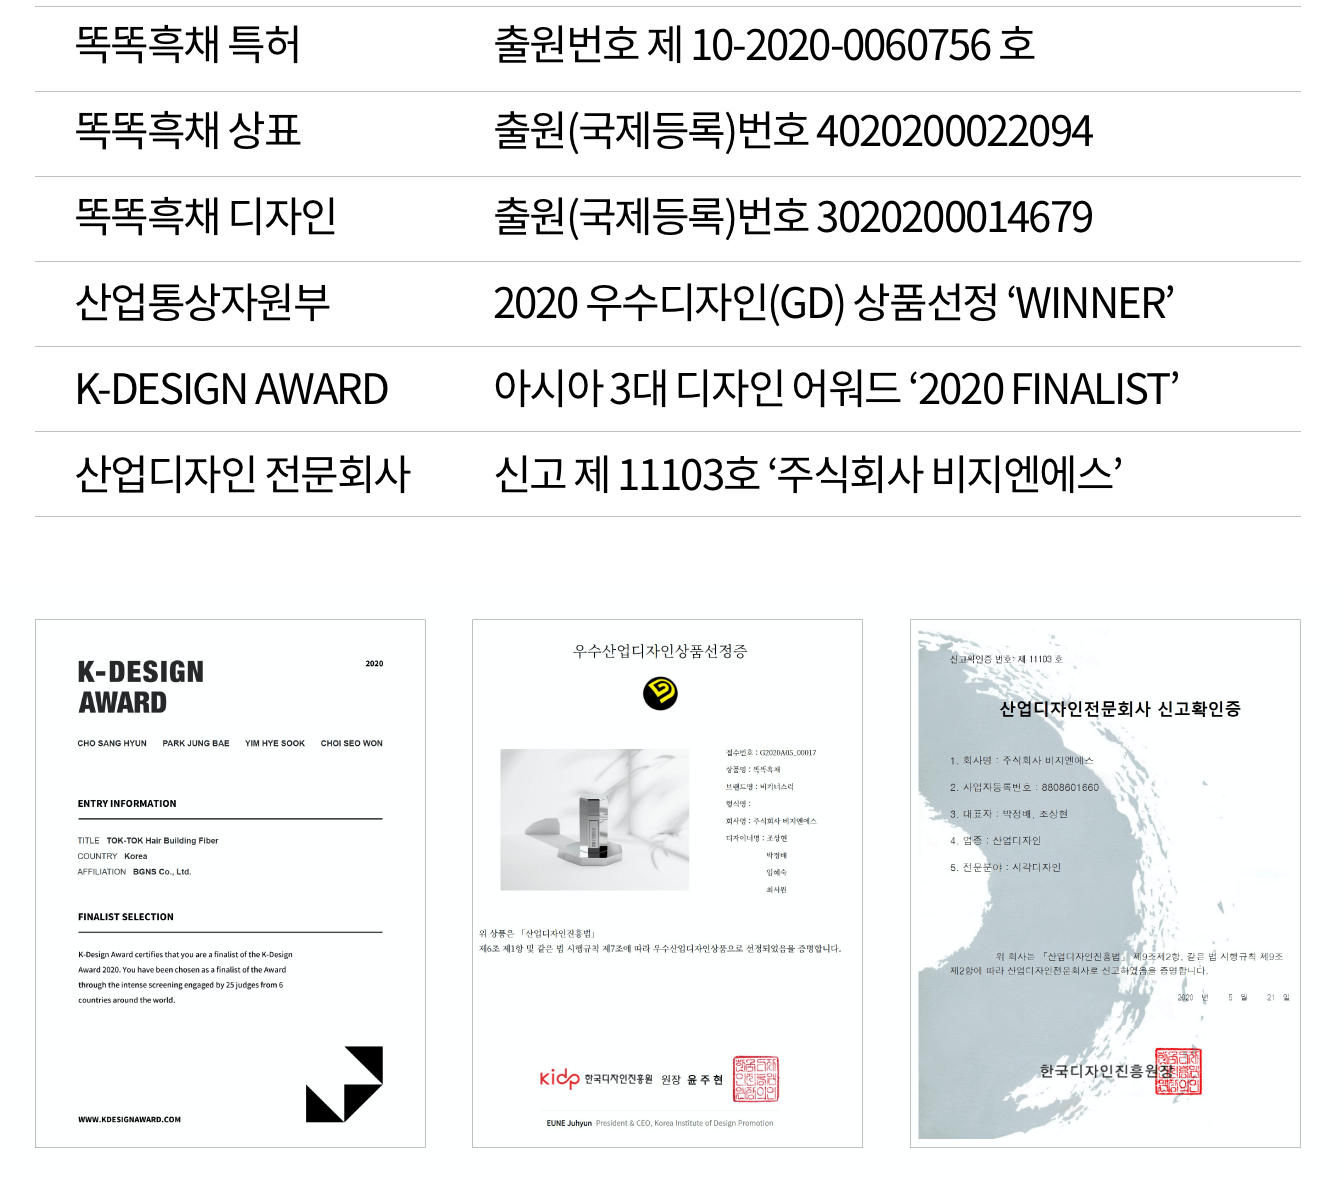 똑똑흑채 특허 출원번호 제 10-2020-0060756 호
똑똑흑채 상표 출원(국제등록)번호 4020200022094
똑똑흑채 디자인 출원(국제등록)번호 3020200014679
산업통상자원부 2020 우수디자인(GD) 상품선정 ‘WINNER’
K-DESIGN AWARD 아시아 3대 디자인 어워드 ‘2020 FINALIST’
산업디자인 전문회사 신고 제 11103호 ‘주식회사 비지엔에스’
K-DESIGN
AWARD
2020
CHO SANG HYUN PARK JUNG BAE YIM HYE SOOK CHOI SEO WON
ENTRY INFORMATION
TITLE TOK-TOK Hair Building Fiber
COUNTRY Korea
AFFILIATION BGNS Co., Ltd.
FINALIST SELECTION
K-Design Award certifies that you are a finalist of the K-Design
Award 2020. You have been chosen as a finalist of the Award
through the intense screening engaged by 25 judges from 6
countries around the world.
WWW.KDESIGNAWARD.COM
우수산업디자인상품선정증
접수번호 : G2020A05_00017
상품명 : 똑똑흑채
브랜드명 : 비기너스럭
형식명 :
회사명 : 주식회사 비지엔에스
디자이너명 : 조상현
박정배
임혜숙
최서원
위 상품은 「산업디자인진흥법」
제6조 제1항 및 같은 법 시행규칙 제7조에 따라 우수산업디자인상품으로 선정되었음을 증명합니다.
kidp 한국디자인진흥원 원장 윤주현
EUNE Juhyun President & CEO, Korea Institute of Design Promotion
신고확인증 번호: 제 11103 호
산업디자인전문회사 신고확인증
1. 회사명 : 주식회사 비지엔에스
2. 사업자등록번호 : 8808601660
3. 대표자 : 박정배, 조상현
4. 업종 : 산업디자인
5. 전문분야 : 시각디자인
위 회사는 「산업디자인진흥법」 제9조제2항, 같은 법 시행규칙 제9조
제2항에 따라 산업디자인전문회사로 신고하였음을 증명합니다.
2020 년 5 월 21 일
한국디자인진흥원장